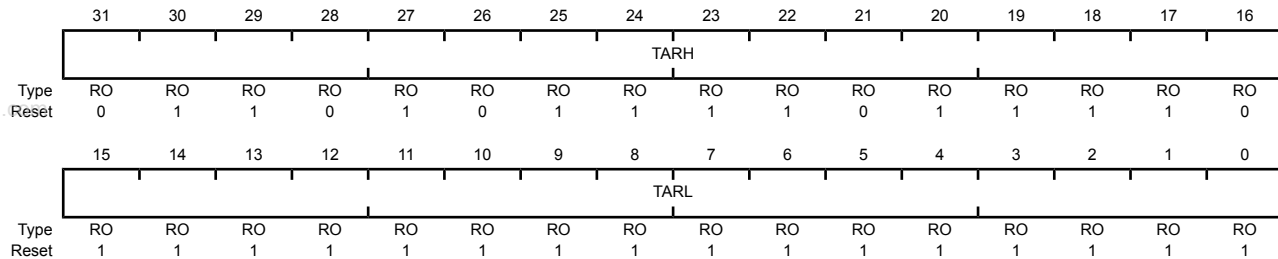 31 30 29 28 27 26 25 24 23 22 21 20 19 18 17 16
TARH
Type RO RO RO RO RO RO RO RO RO RO RO RO RO RO RO RO
Reset 0 1 1 0 1 0 1 1 1 1 0 1 1 1 1 0
15 14 13 12 11 10 9 8 7 6 5 4 3 2 1 0
TARL
Type RO RO RO RO RO RO RO RO RO RO RO RO RO RO RO RO
Reset 1 1 1 1 1 1 1 1 1 1 1 1 1 1 1 1